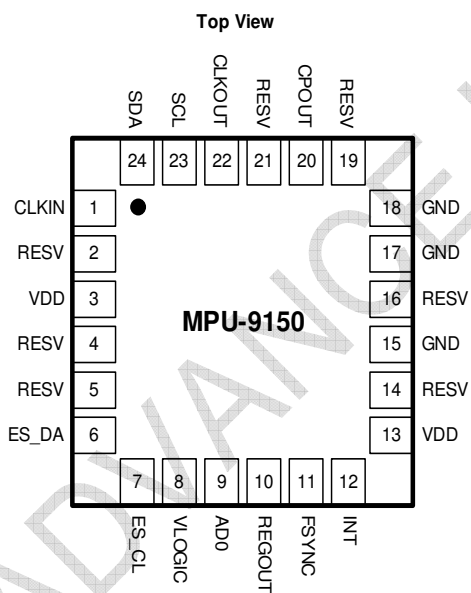 Top View
SDA SCL CLKOUT RESV CPOUT RESV
24 23 22 21 20 19
CLKIN 1 18 GND
RESV 2 17 GND
VDD 3 16 RESV
MPU-9150
RESV 4 15 GND
RESV 5 14 RESV
ES_DA 6 13 VDD
7 8 9 10 11 12
ES_CL VLOGIC AD0 REGOUT FSYNC INT
ADVANCE